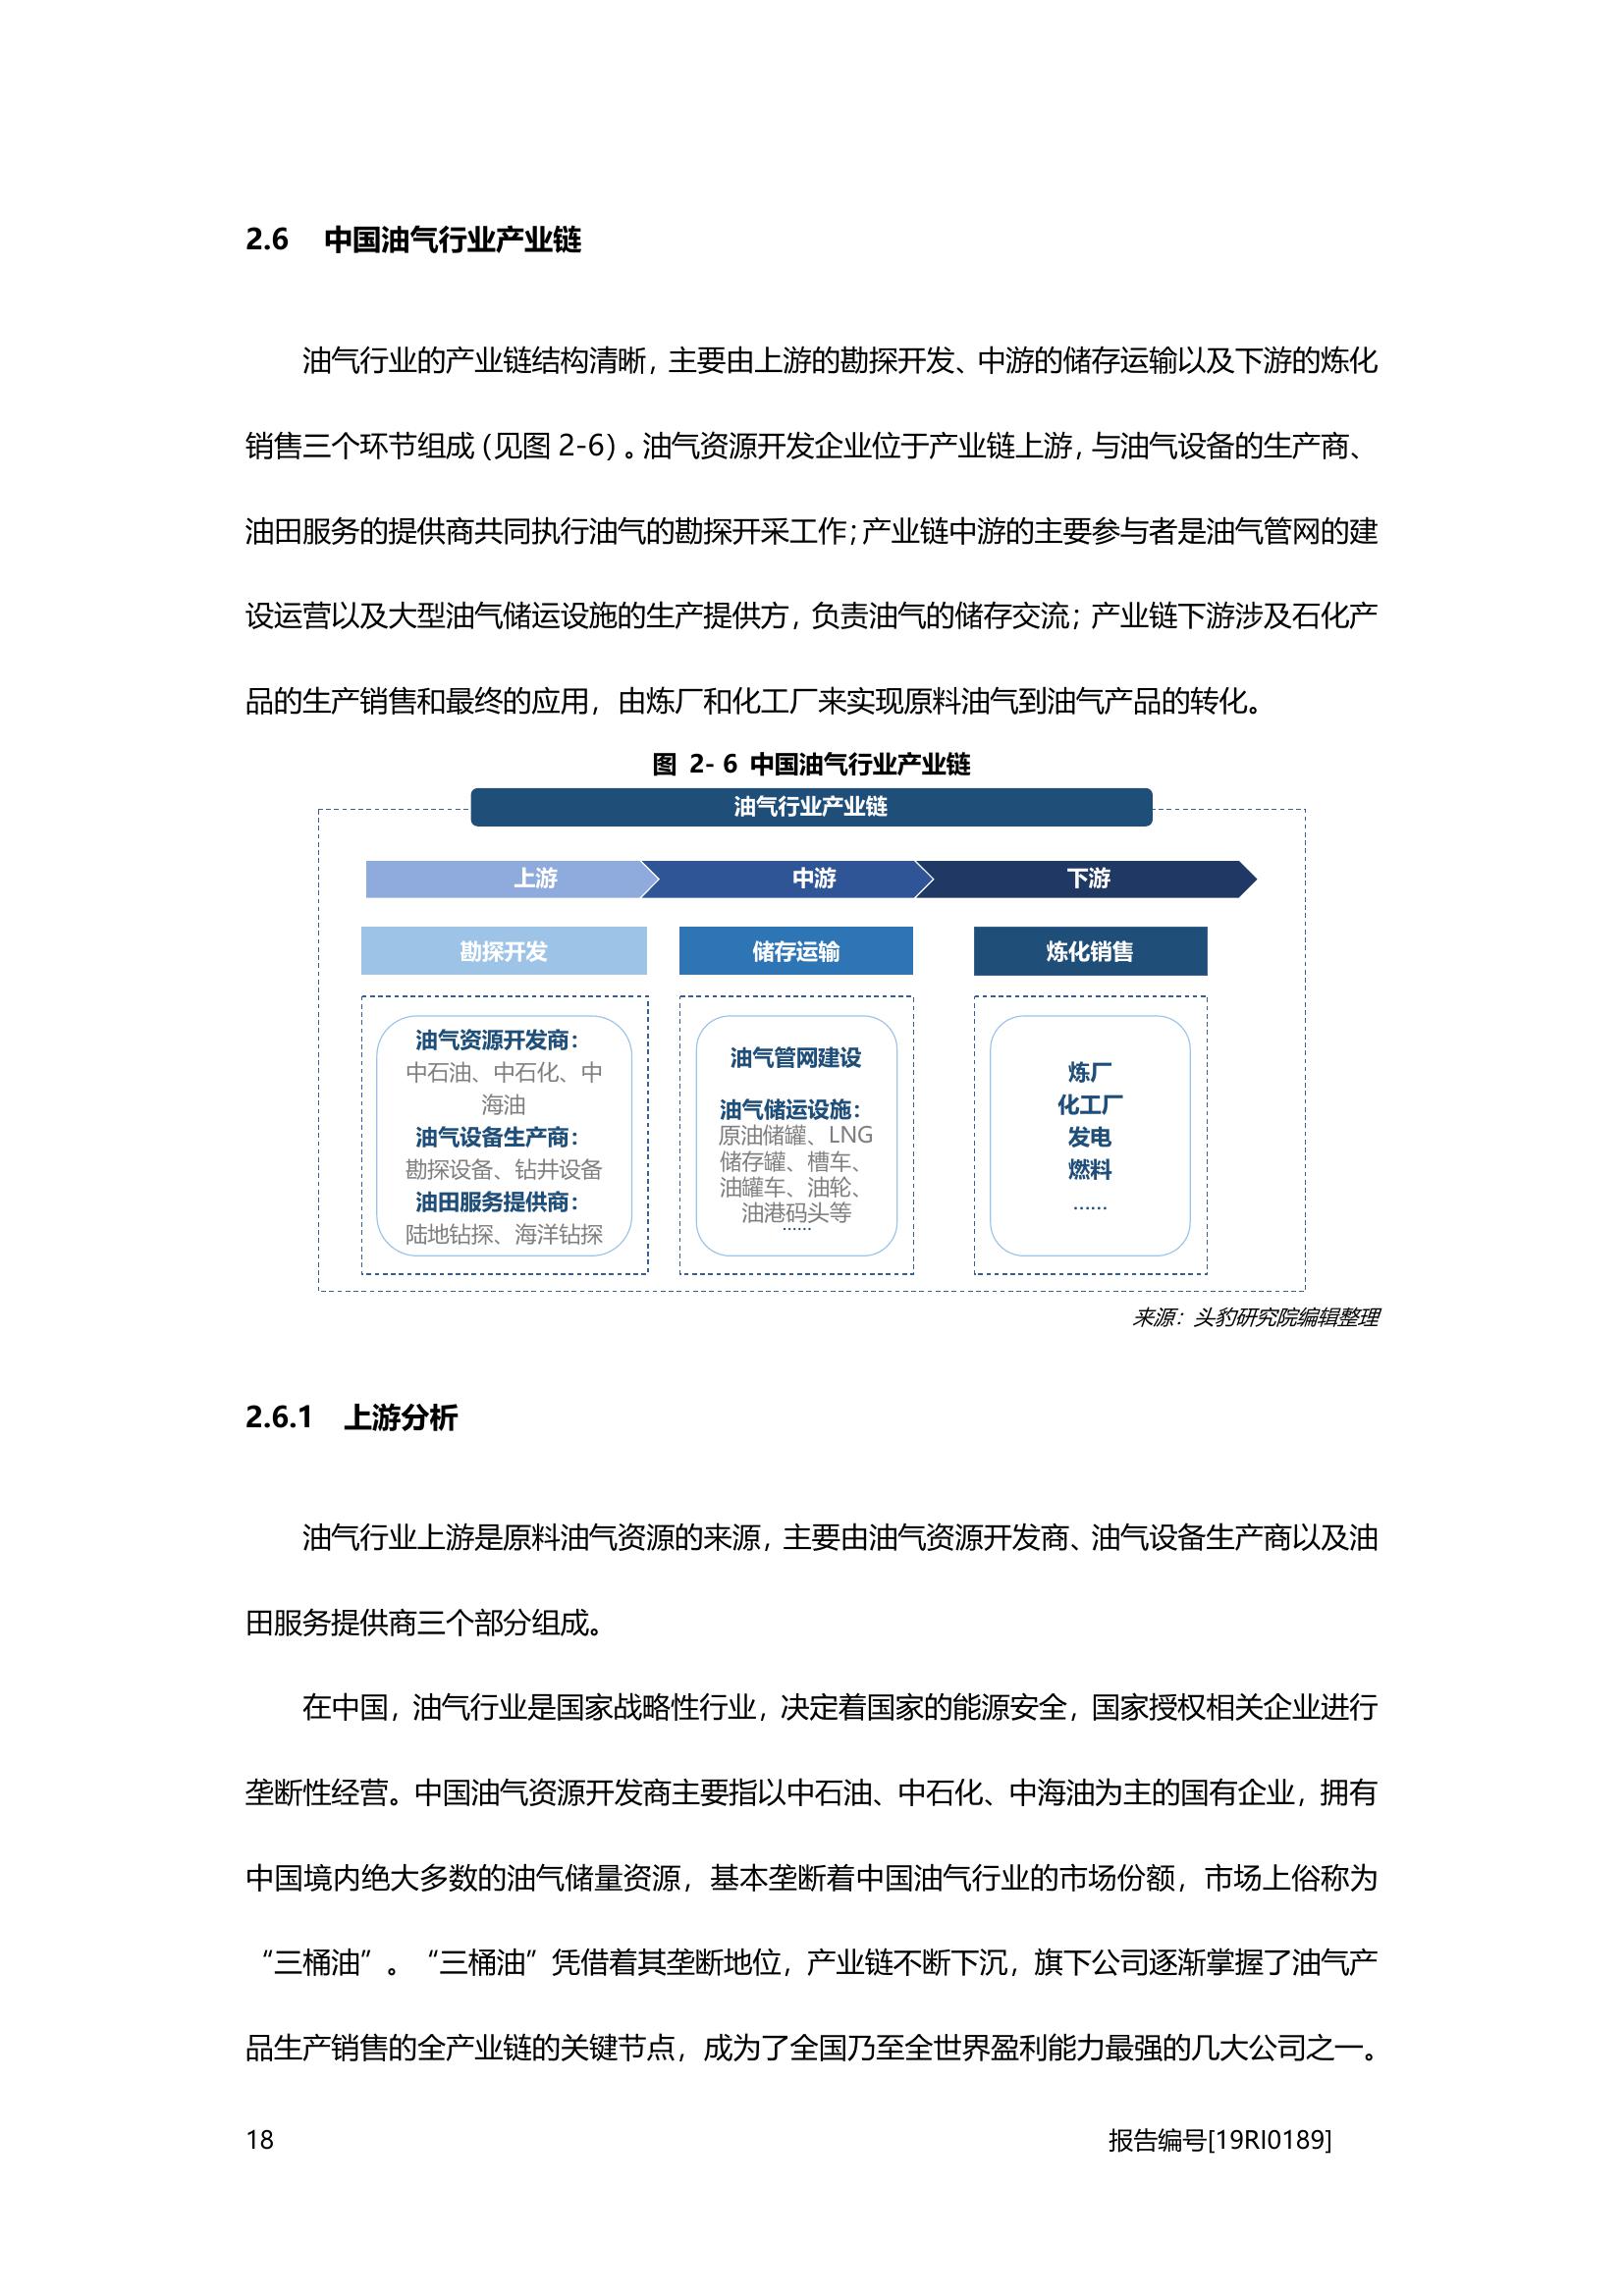 2.6 中国油气行业产业链
油气行业的产业链结构清晰，主要由上游的勘探开发、中游的储存运输以及下游的炼化
销售三个环节组成（见图 2-6）。油气资源开发企业位于产业链上游，与油气设备的生产商、
油田服务的提供商共同执行油气的勘探开采工作；产业链中游的主要参与者是油气管网的建
设运营以及大型油气储运设施的生产提供方，负责油气的储存交流；产业链下游涉及石化产
品的生产销售和最终的应用，由炼厂和化工厂来实现原料油气到油气产品的转化。
图 2- 6 中国油气行业产业链
油气行业产业链
上游
中游
下游
勘探开发
储存运输
炼化销售
油气资源开发商：
中石油、中石化、中
海油
油气设备生产商：
勘探设备、钻井设备
油田服务提供商：
陆地钻探、海洋钻探
油气管网建设
油气储运设施：
原油储罐、LNG
储存罐、槽车、
油罐车、油轮、
油港码头等
……
炼厂
化工厂
发电
燃料
……
来源：头豹研究院编辑整理
2.6.1 上游分析
油气行业上游是原料油气资源的来源，主要由油气资源开发商、油气设备生产商以及油
田服务提供商三个部分组成。
在中国，油气行业是国家战略性行业，决定着国家的能源安全，国家授权相关企业进行
垄断性经营。中国油气资源开发商主要指以中石油、中石化、中海油为主的国有企业，拥有
中国境内绝大多数的油气储量资源，基本垄断着中国油气行业的市场份额，市场上俗称为
“三桶油”。“三桶油”凭借着其垄断地位，产业链不断下沉，旗下公司逐渐掌握了油气产
品生产销售的全产业链的关键节点，成为了全国乃至全世界盈利能力最强的几大公司之一。
18
报告编号[19RI0189]